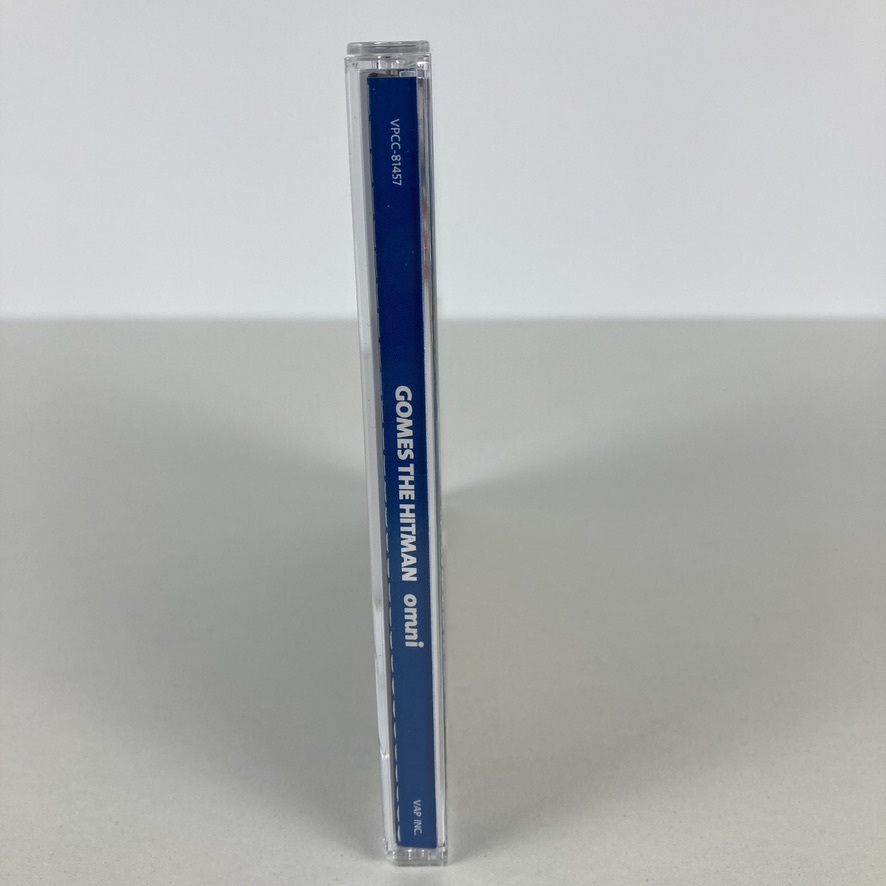 VPCC-81457
GOMES THE HITMAN omni
VAP INC.